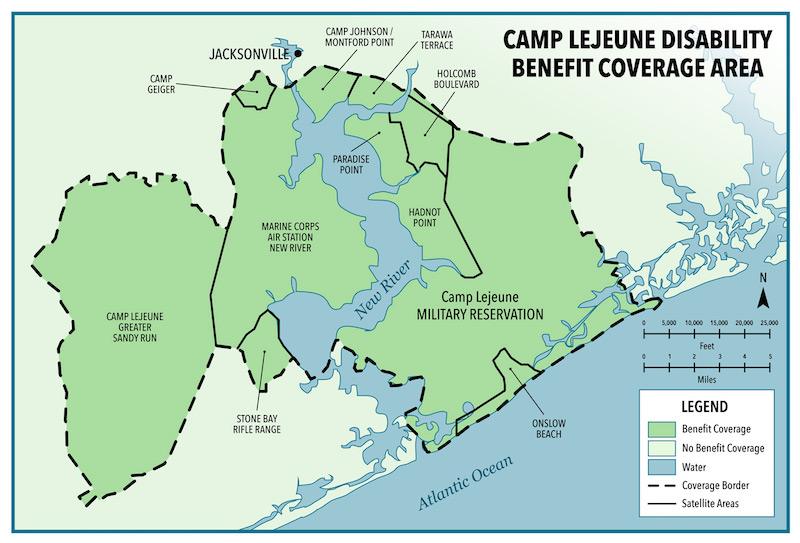 CAMP LEJEUNE DISABILITY
BENEFIT COVERAGE AREA
CAMP JOHNSON /
MONTFORD POINT
TARAWA
TERRACE
JACKSONVILLE
HOLCOMB
BOULEVARD
CAMP
GEIGER
PARADISE
POINT
HADNOT
POINT
MARINE CORPS
AIR STATION
NEW RIVER
New River
Camp Lejeune
MILITARY RESERVATION
CAMP LEJEUNE
GREATER
SANDY RUN
STONE BAY
RIFLE RANGE
ONSLOW
BEACH
Atlantic Ocean
N
0 5,000 10,000 15,000 20,000 25,000
Feet
0 1 2 3 4 5
Miles
LEGEND
Benefit Coverage
No Benefit Coverage
Water
Coverage Border
Satellite Areas